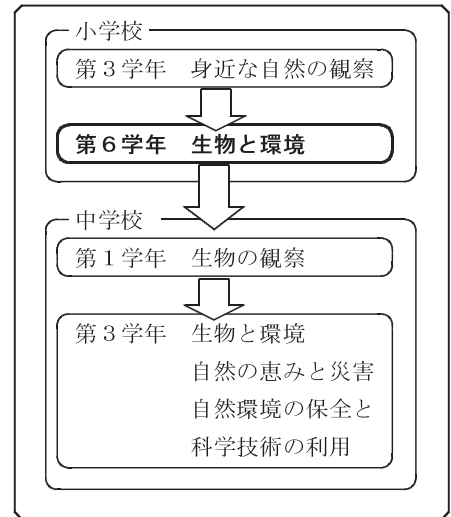 小学校
第3学年　身近な自然の観察
第6学年　生物と環境
中学校
第1学年　生物の観察
第3学年　生物と環境
自然の恵みと災害
自然環境の保全と
科学技術の利用